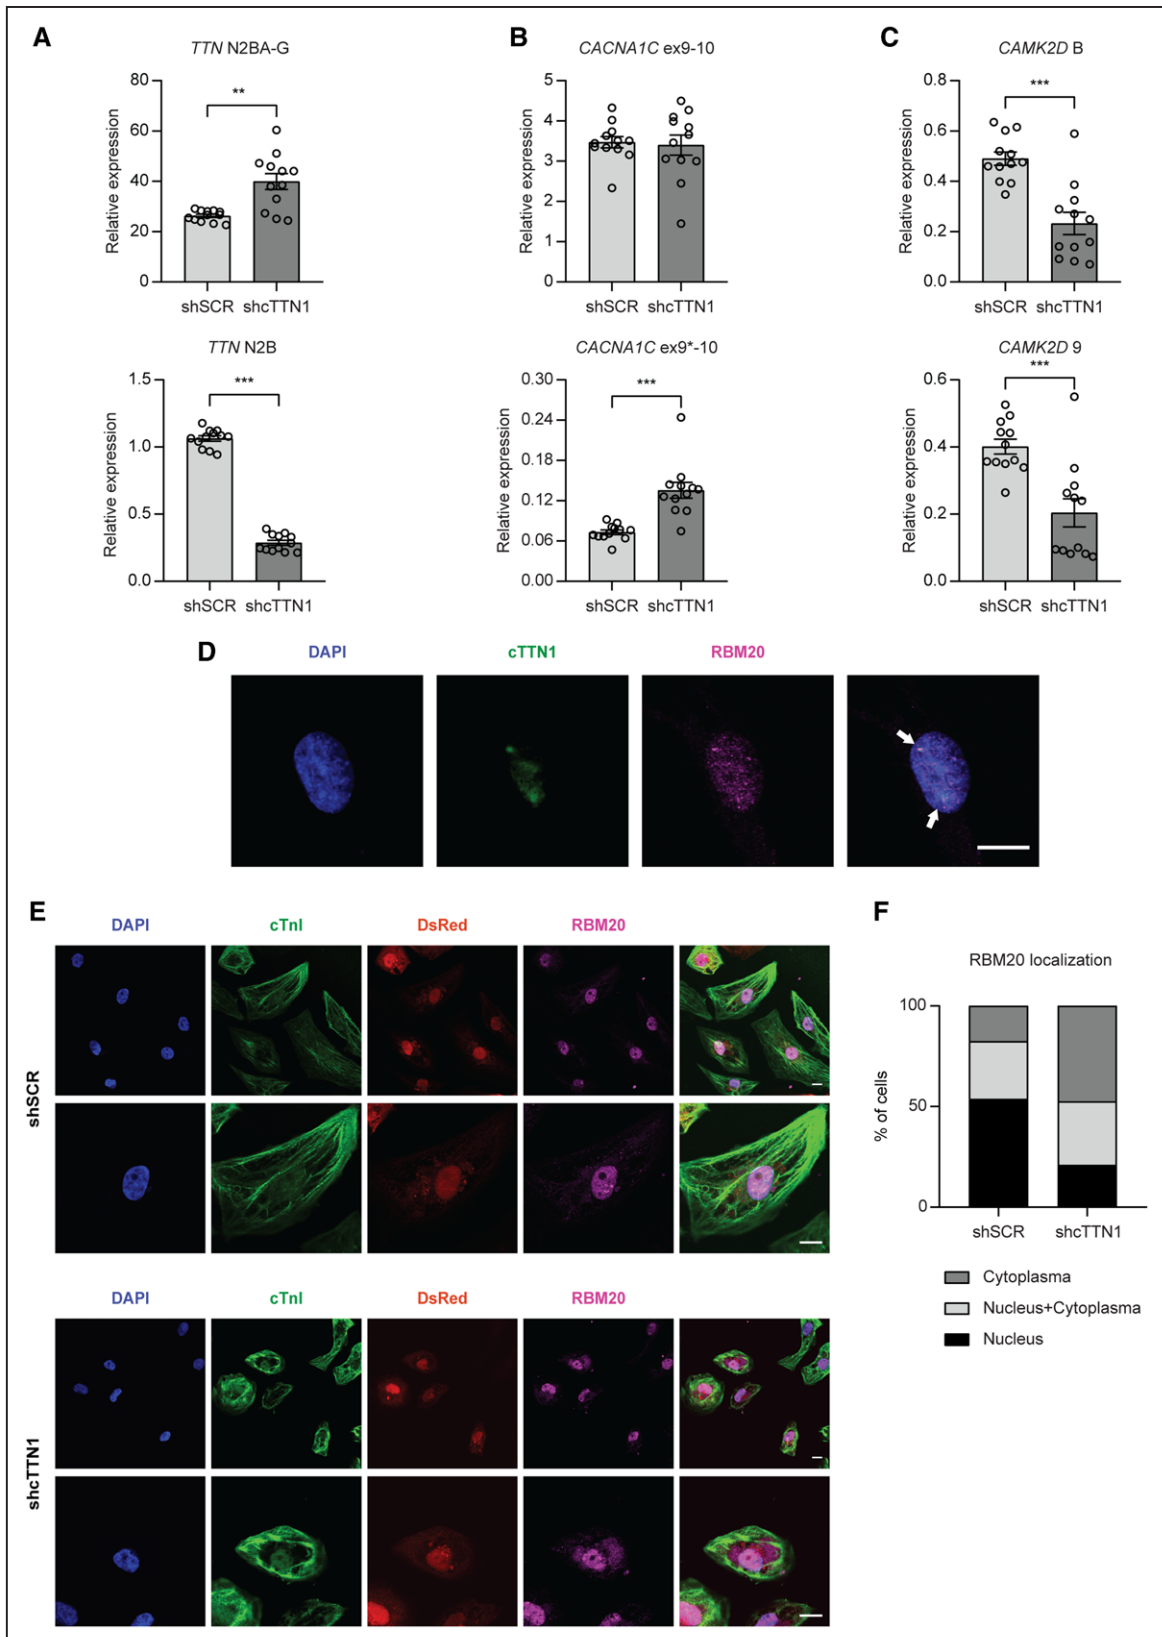 A
TTN N2BA-G
Relative expression
80
60
40
20
0
**
shSCR shcTTN1
TTN N2B
Relative expression
1.5
1.0
0.5
0.0
***
shSCR shcTTN1
B
CACNA1C ex9-10
Relative expression
5
4
3
2
1
0
shSCR shcTTN1
CACNA1C ex9*-10
Relative expression
0.30
0.24
0.18
0.12
0.06
0.00
***
shSCR shcTTN1
C
CAMK2D B
Relative expression
0.8
0.6
0.4
0.2
0.0
***
shSCR shcTTN1
CAMK2D 9
Relative expression
0.6
0.4
0.2
0.0
***
shSCR shcTTN1
D
DAPI cTTN1 RBM20
E
DAPI cTnI DsRed RBM20
shSCR
DAPI cTnI DsRed RBM20
shcTTN1
F
RBM20 localization
% of cells
100
50
0
shSCR shcTTN1
Cytoplasma
Nucleus+Cytoplasma
Nucleus